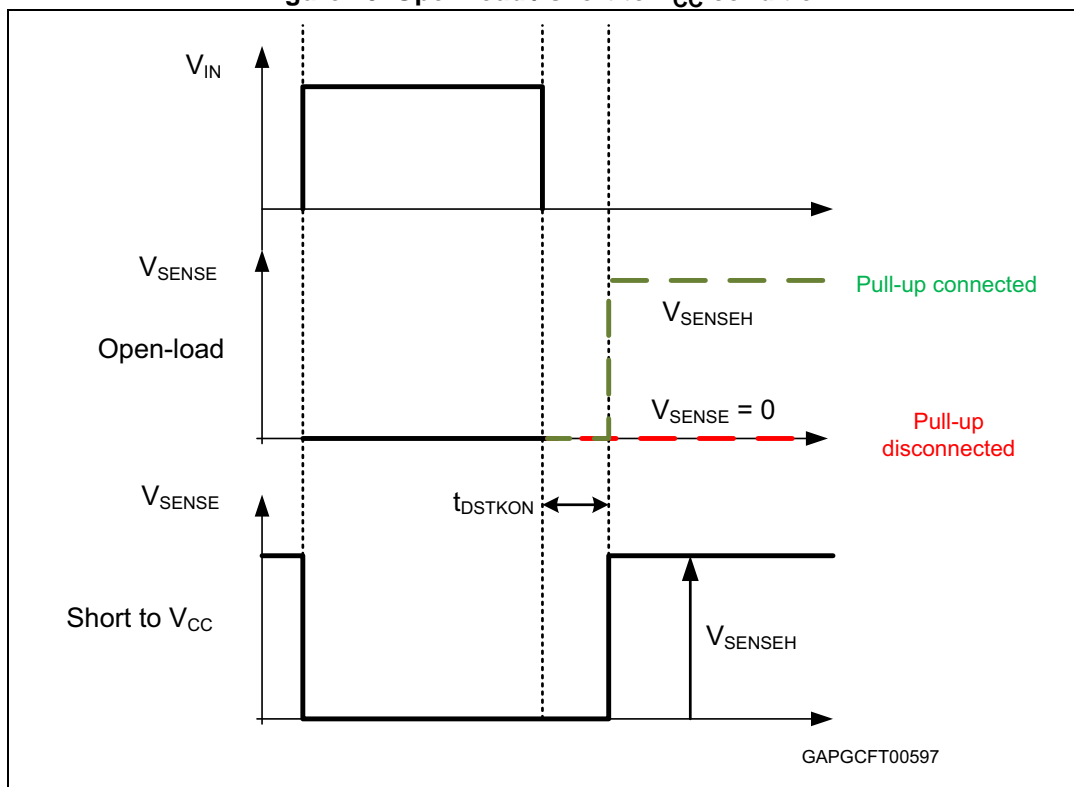 V_IN
V_SENSE
Pull-up connected
V_SENSEH
Open-load
V_SENSE = 0
Pull-up
disconnected
V_SENSE
t_DSTKON
Short to V_CC
V_SENSEH
GAPGCFT00597